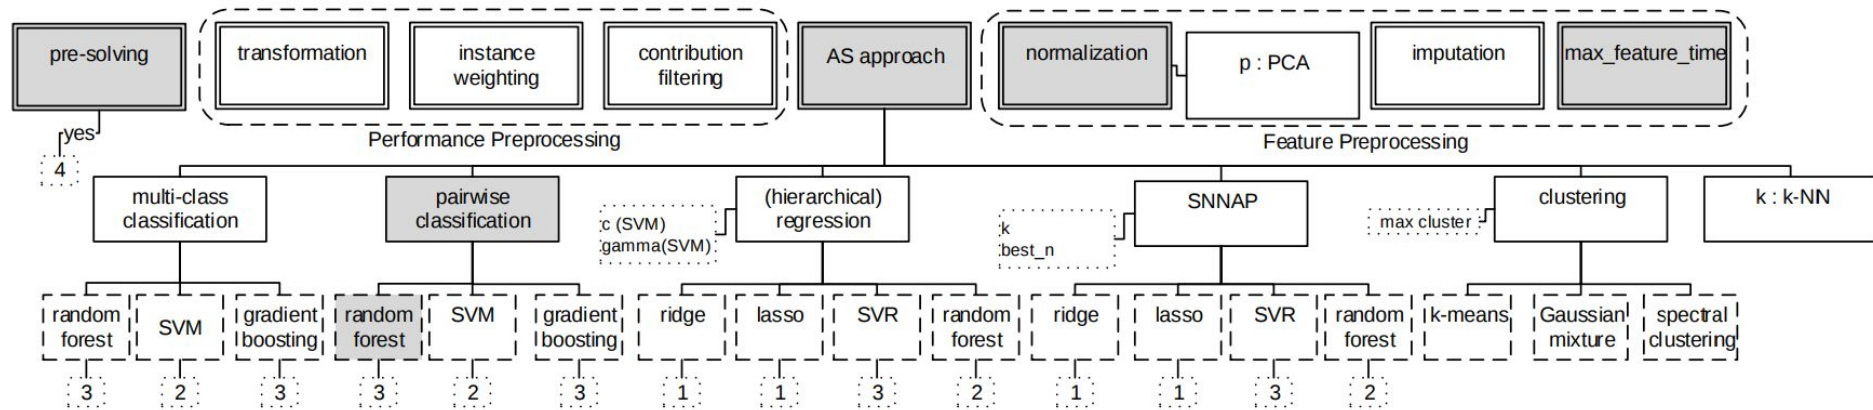 pre-solving
transformation
instance
weighting
contribution
filtering
AS approach
normalization
p : PCA
imputation
max_feature_time
yes
4
Performance Preprocessing
Feature Preprocessing
multi-class
classification
pairwise
classification
c (SVM)
gamma(SVM)
(hierarchical)
regression
k
best_n
SNNAP
max cluster
clustering
k : k-NN
random
forest
SVM
gradient
boosting
random
forest
SVM
gradient
boosting
ridge
lasso
SVR
random
forest
ridge
lasso
SVR
random
forest
k-means
Gaussian
mixture
spectral
clustering
3
2
3
3
2
3
1
1
3
2
1
1
3
2